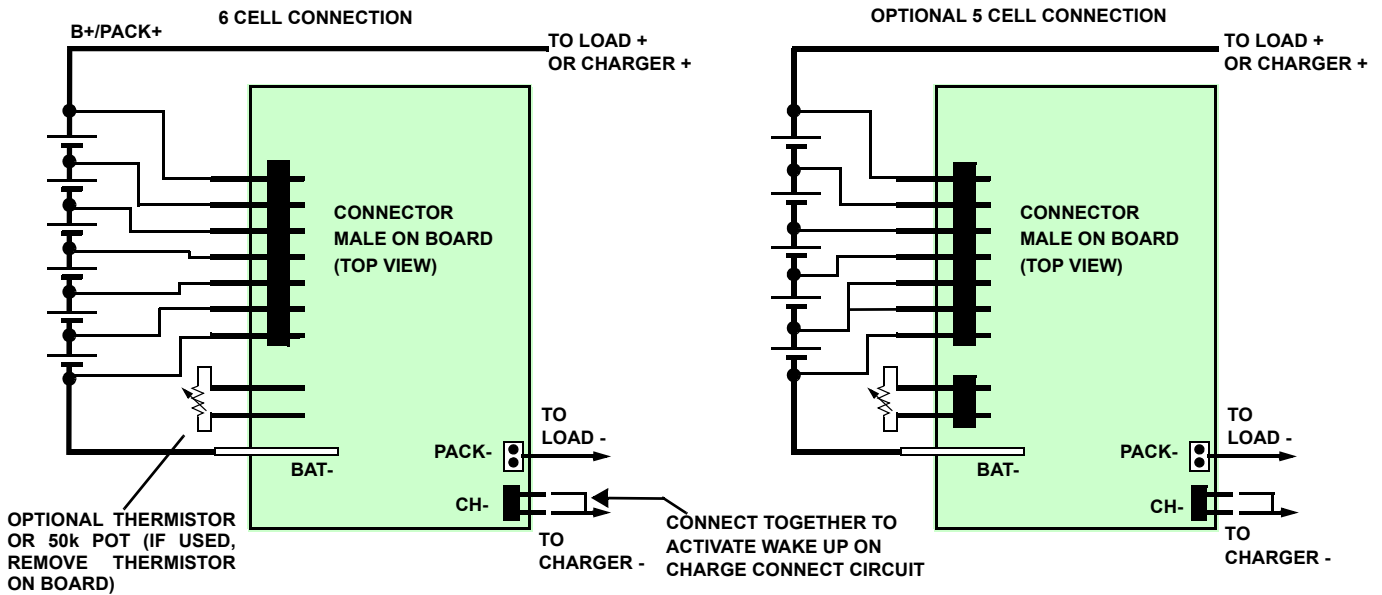 6 CELL CONNECTION
B+/PACK+
TO LOAD +
OR CHARGER +
CONNECTOR
MALE ON BOARD
(TOP VIEW)
TO
LOAD -
PACK-
BAT-
CH-
TO
CHARGER -
OPTIONAL THERMISTOR
OR 50k POT (IF USED,
REMOVE THERMISTOR
ON BOARD)
CONNECT TOGETHER TO
ACTIVATE WAKE UP ON
CHARGE CONNECT CIRCUIT
OPTIONAL 5 CELL CONNECTION
TO LOAD +
OR CHARGER +
CONNECTOR
MALE ON BOARD
(TOP VIEW)
TO
LOAD -
PACK-
BAT-
CH-
TO
CHARGER -